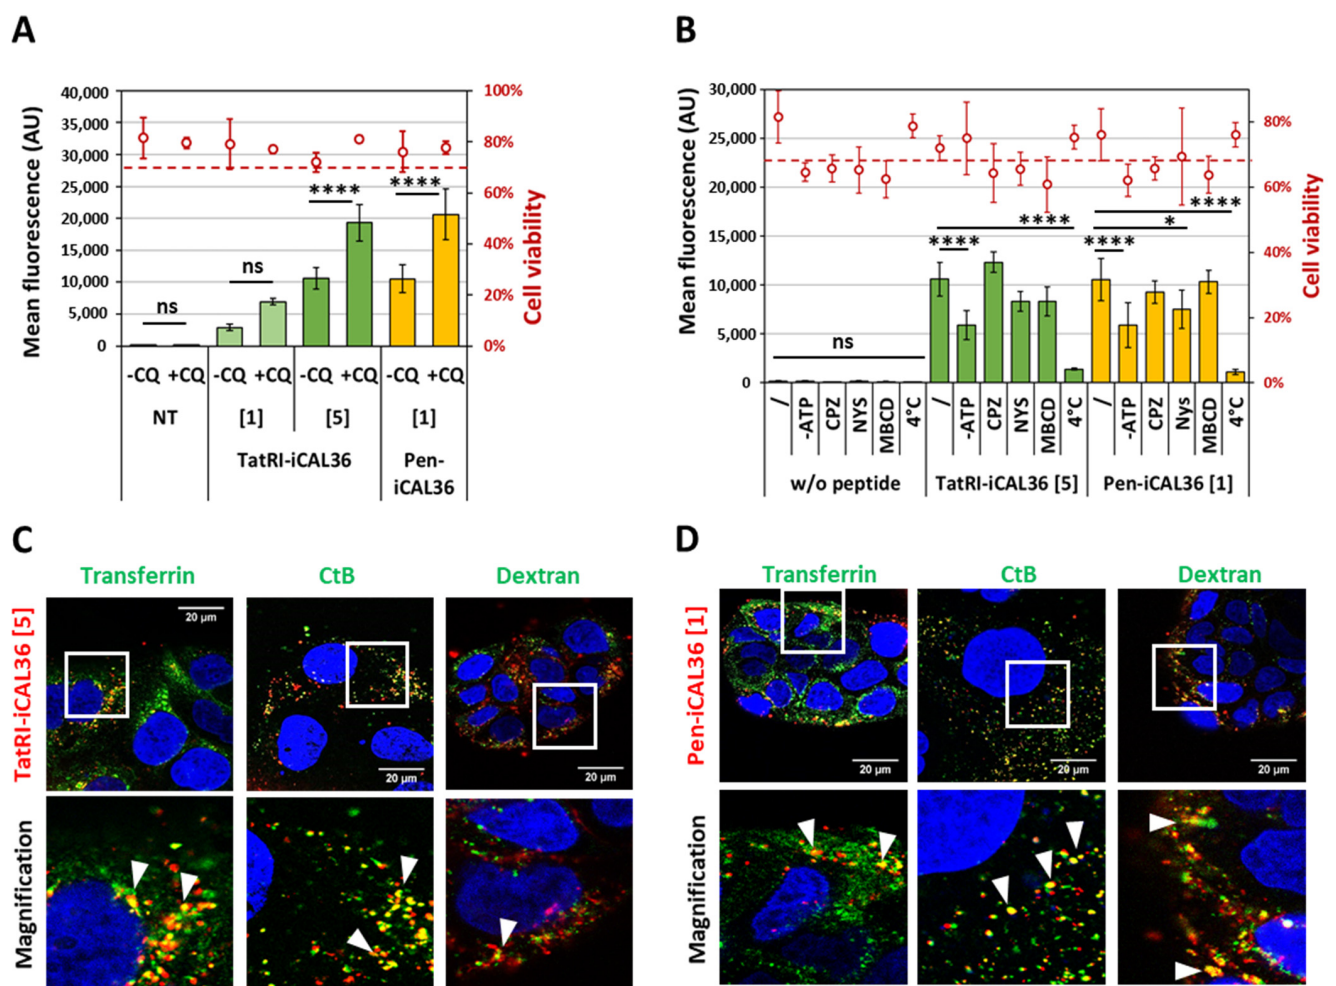 A
Mean fluorescence (AU)
40,000
35,000
30,000
25,000
20,000
15,000
10,000
5,000
0
100%
80%
60%
40%
20%
0%
Cell viability
ns
ns
****
****
-CQ +CQ -CQ +CQ -CQ +CQ -CQ +CQ
NT [1] [5] [1]
TatRI-iCAL36 Pen-
iCAL36
B
Mean fluorescence (AU)
30,000
25,000
20,000
15,000
10,000
5,000
0
80%
60%
40%
20%
0%
Cell viability
ns
****
****
****
*
****
/ -ATP CPZ NYS MBCD 4°C / -ATP CPZ NYS MBCD 4°C / -ATP CPZ Nys MBCD 4°C
w/o peptide TatRI-iCAL36 [5] Pen-iCAL36 [1]
C
Transferrin CtB Dextran
TatRI-iCAL36 [5]
20 µm
20 µm
20 µm
Magnification
D
Transferrin CtB Dextran
Pen-iCAL36 [1]
20 µm
20 µm
20 µm
Magnification